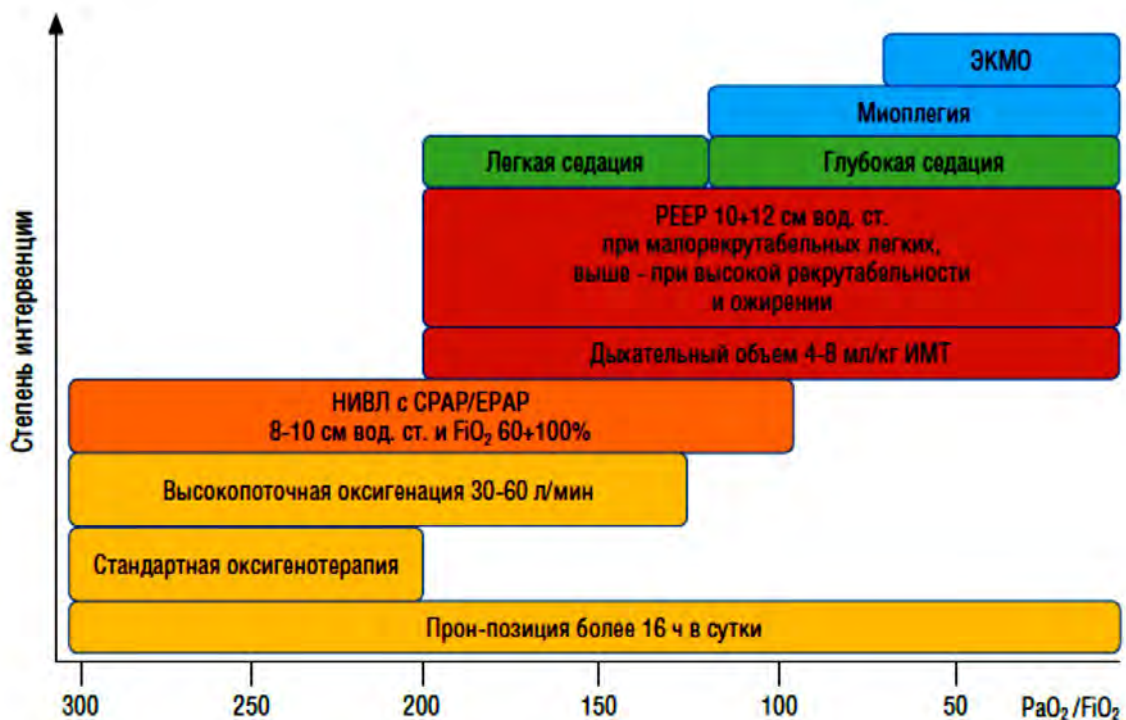 ЭКМО
Миоплегия
Легкая седация
Глубокая седация
PEEP 10+12 см вод. ст.
при малорекрутабельных легких,
выше - при высокой рекрутабельности
и ожирении
Дыхательный объем 4-8 мл/кг ИМТ
НИВЛ с CPAP/EPAP
8-10 см вод. ст. и FiO₂ 60+100%
Высокопоточная оксигенация 30-60 л/мин
Стандартная оксигенотерапия
Прон-позиция более 16 ч в сутки
Степень интервенции
300 250 200 150 100 50 PaO₂/FiO₂